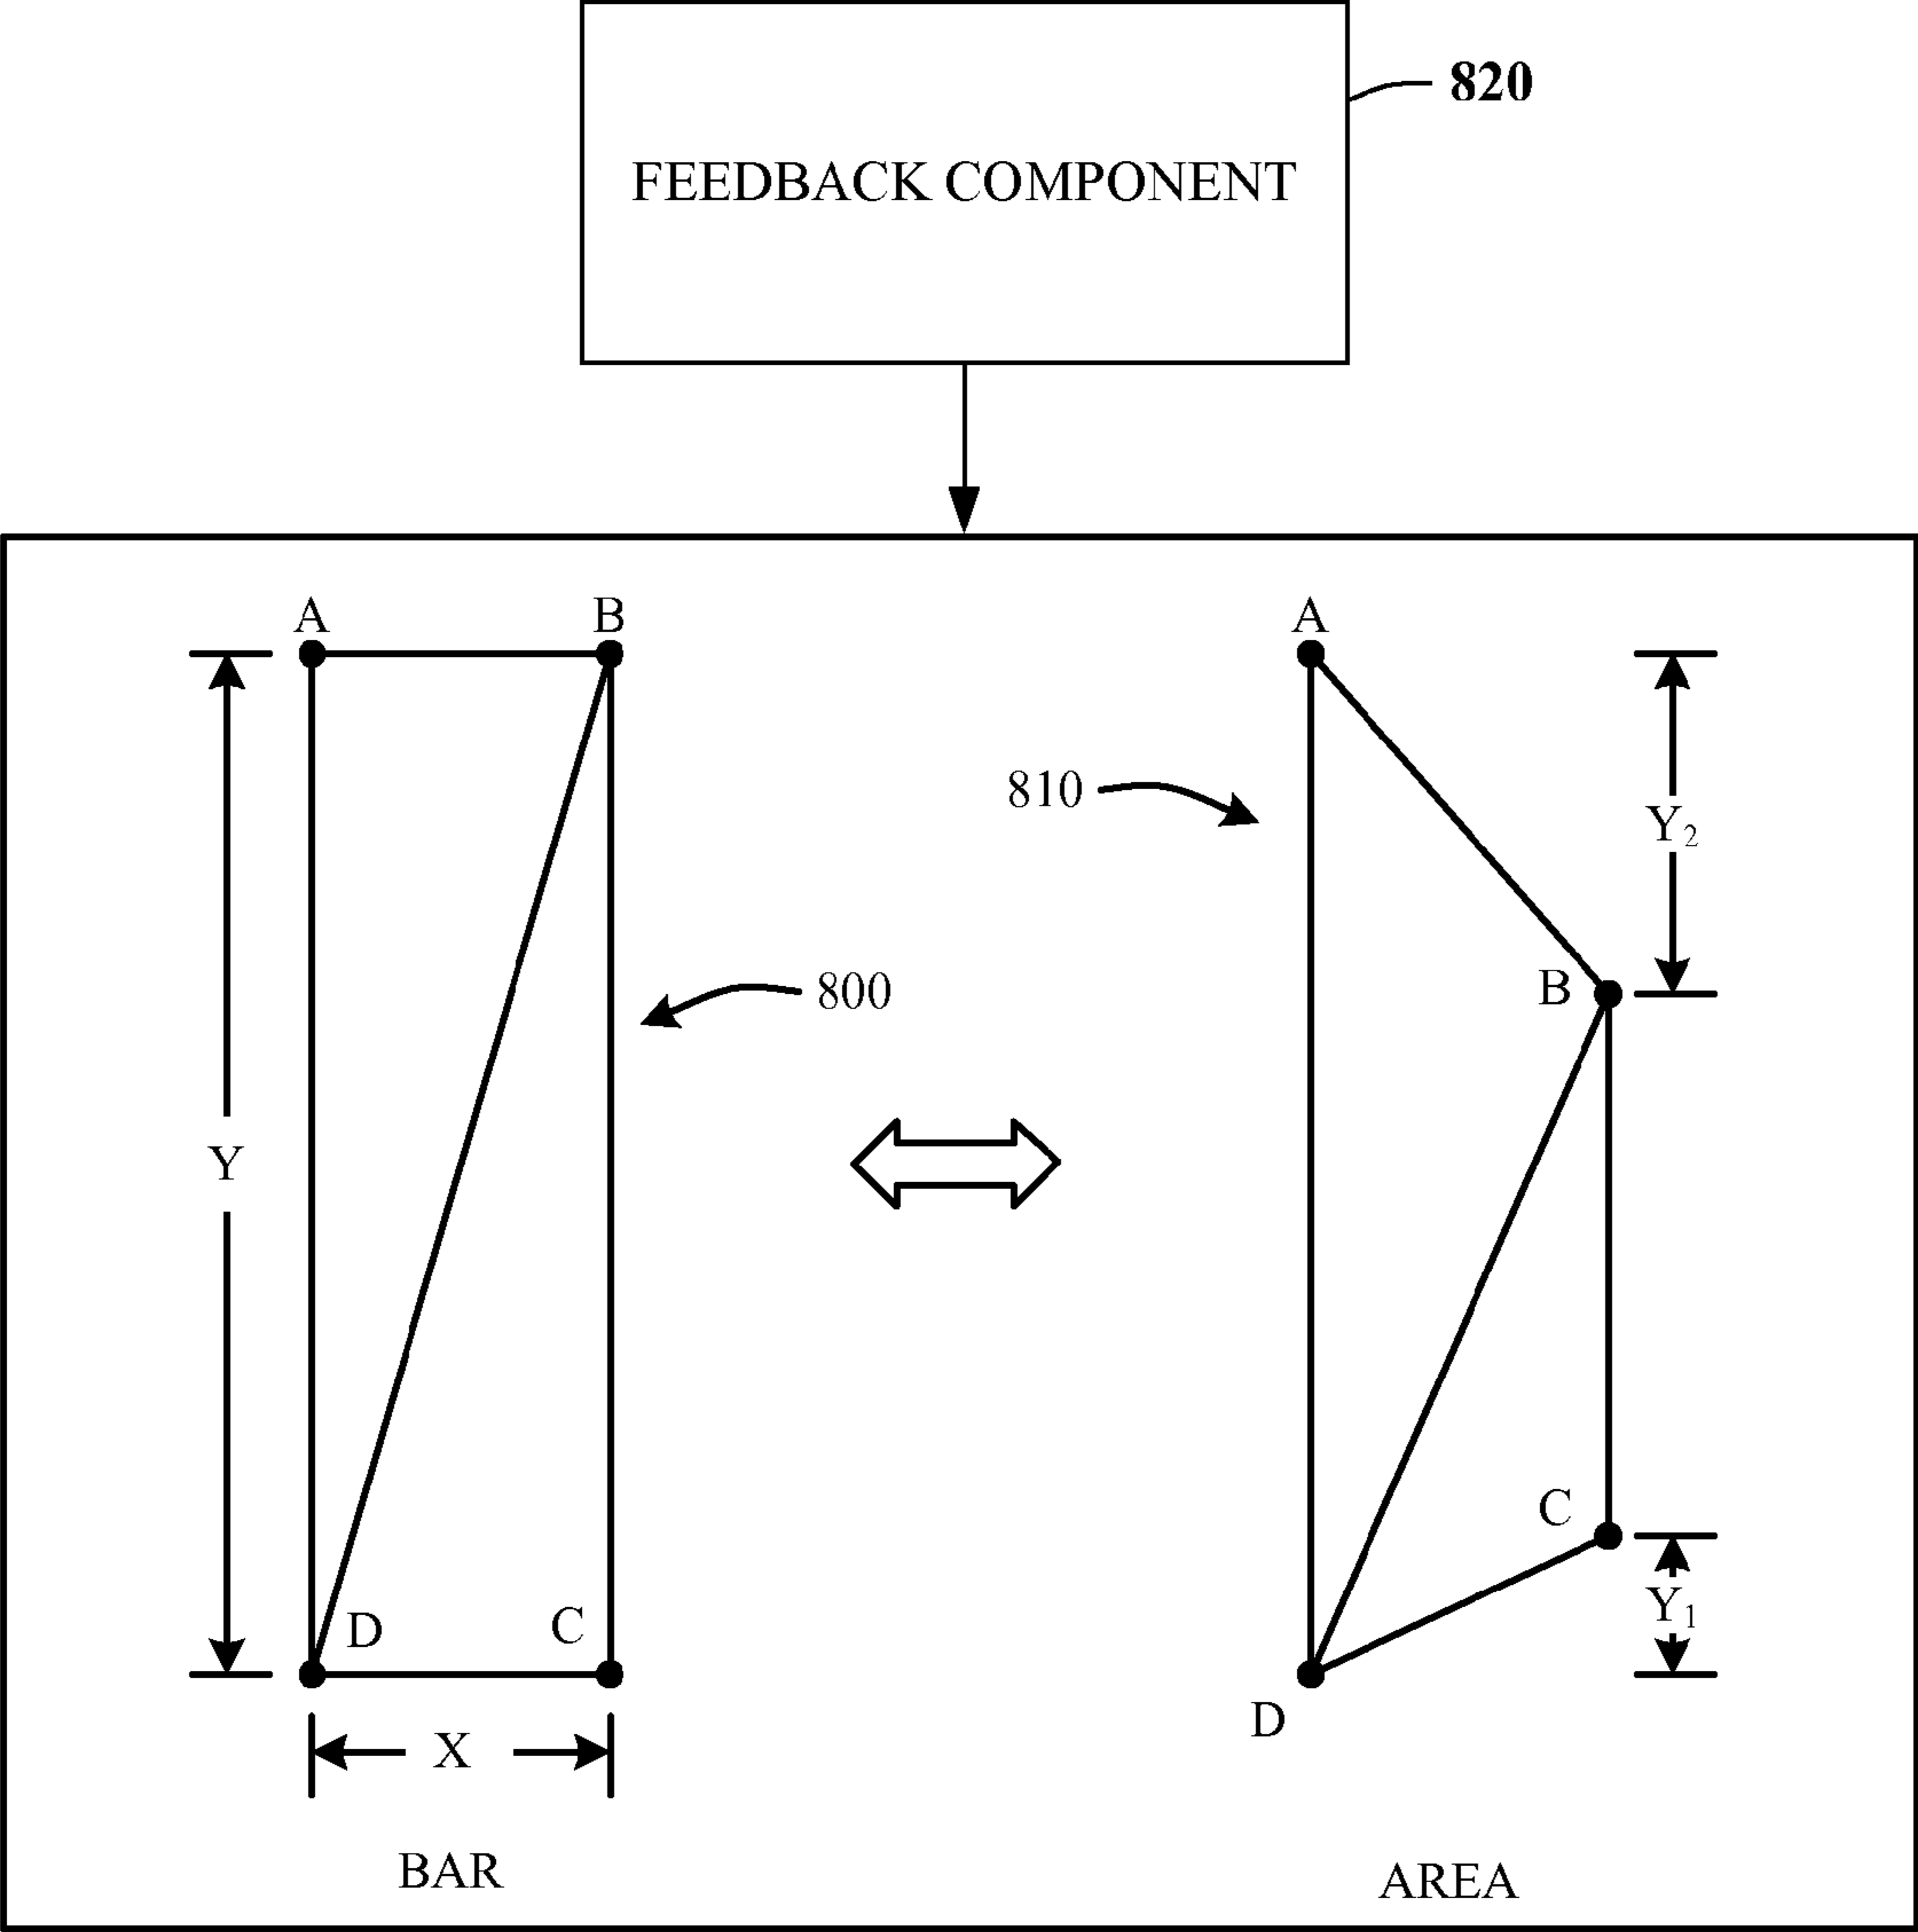 820
FEEDBACK COMPONENT
A B A
810
Y₂
B
800
Y
C
Y₁
D C
D
X
BAR
AREA